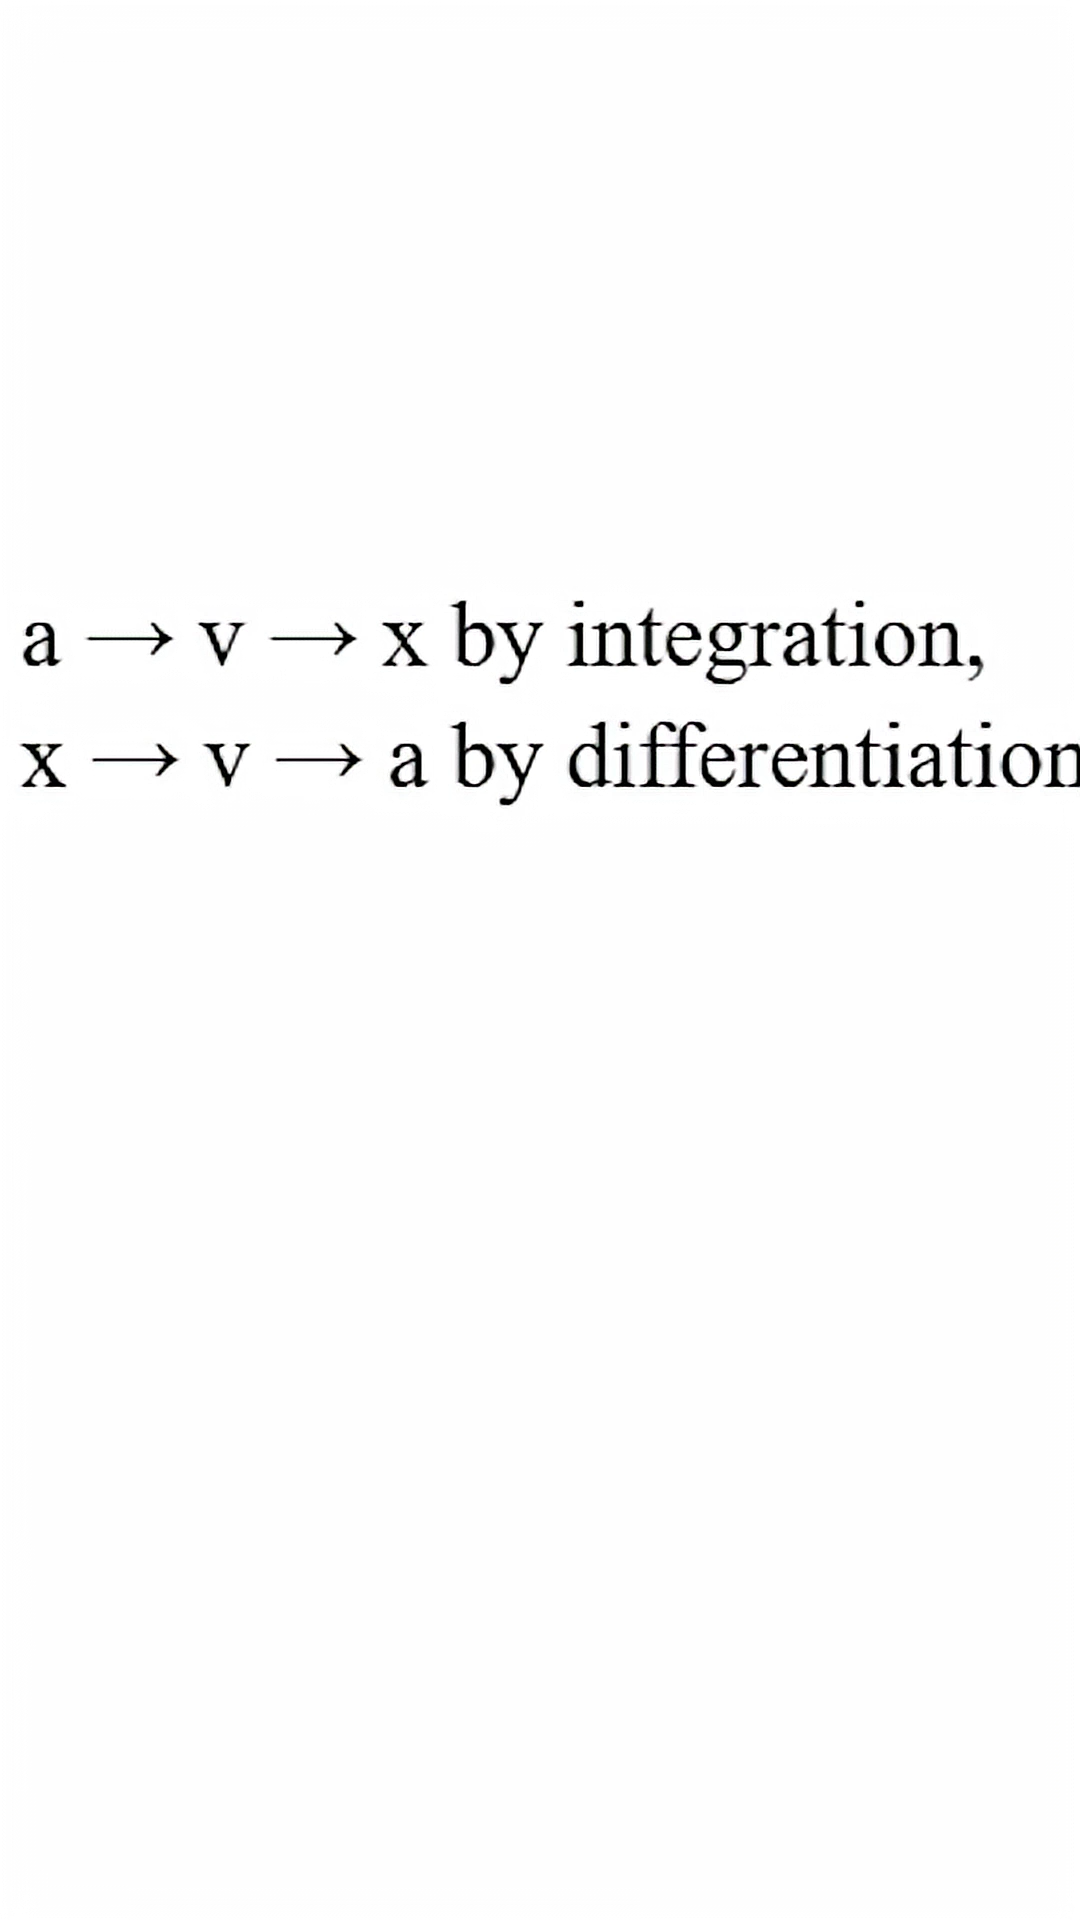 a → v → x by integration,
x → v → a by differentiation